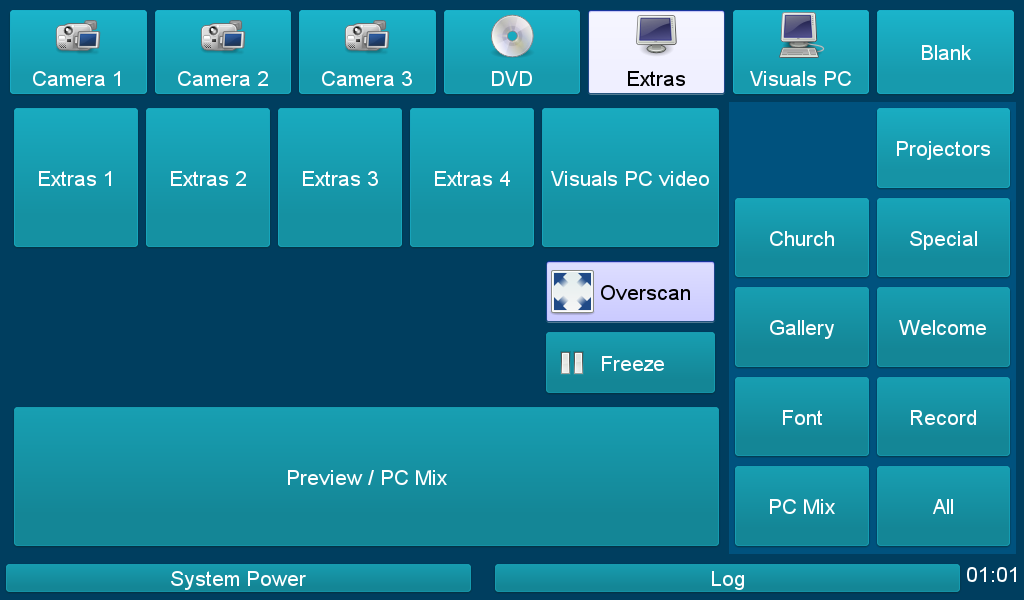 Camera 1
Camera 2
Camera 3
DVD
Extras
Visuals PC
Blank
Extras 1
Extras 2
Extras 3
Extras 4
Visuals PC video
Projectors
Church
Special
Overscan
Gallery
Welcome
Freeze
Font
Record
Preview / PC Mix
PC Mix
All
System Power
Log
01:01